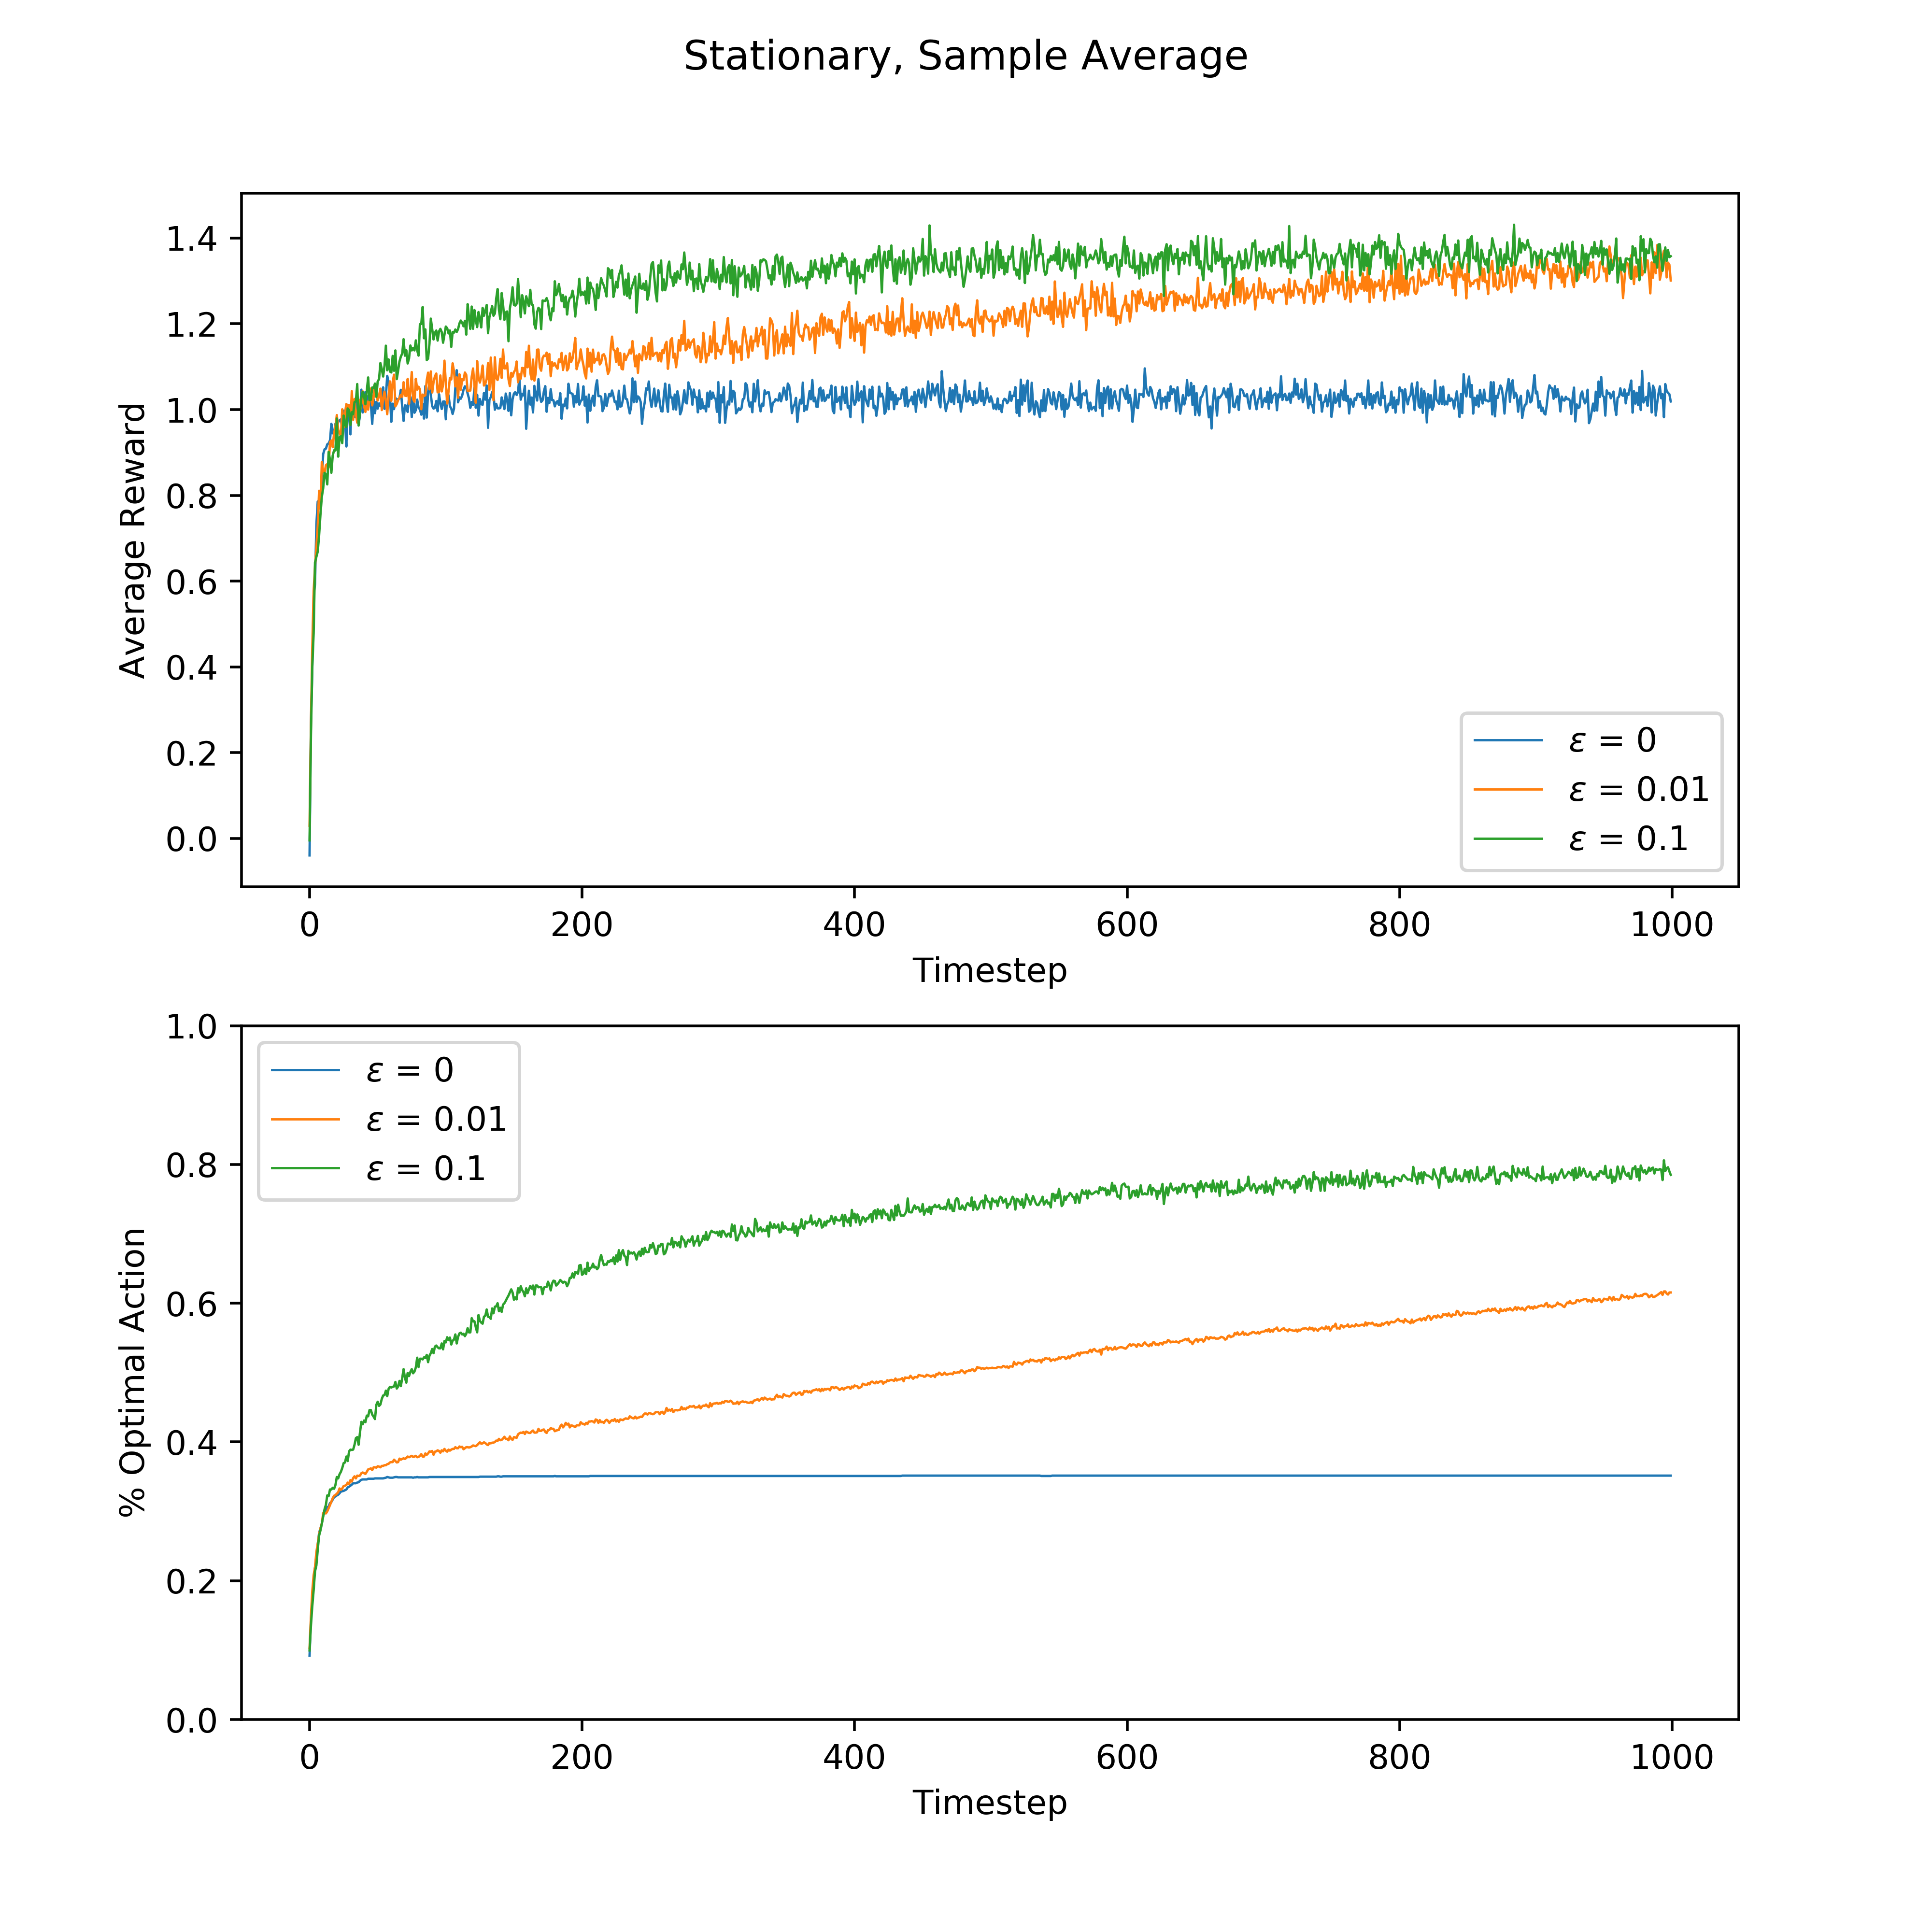 Stationary, Sample Average
1.4
1.2
1.0
0.8
0.6
0.4
0.2
0.0
Average Reward
ε = 0
ε = 0.01
ε = 0.1
0 200 400 600 800 1000
Timestep
1.0
0.8
0.6
0.4
0.2
0.0
% Optimal Action
ε = 0
ε = 0.01
ε = 0.1
0 200 400 600 800 1000
Timestep